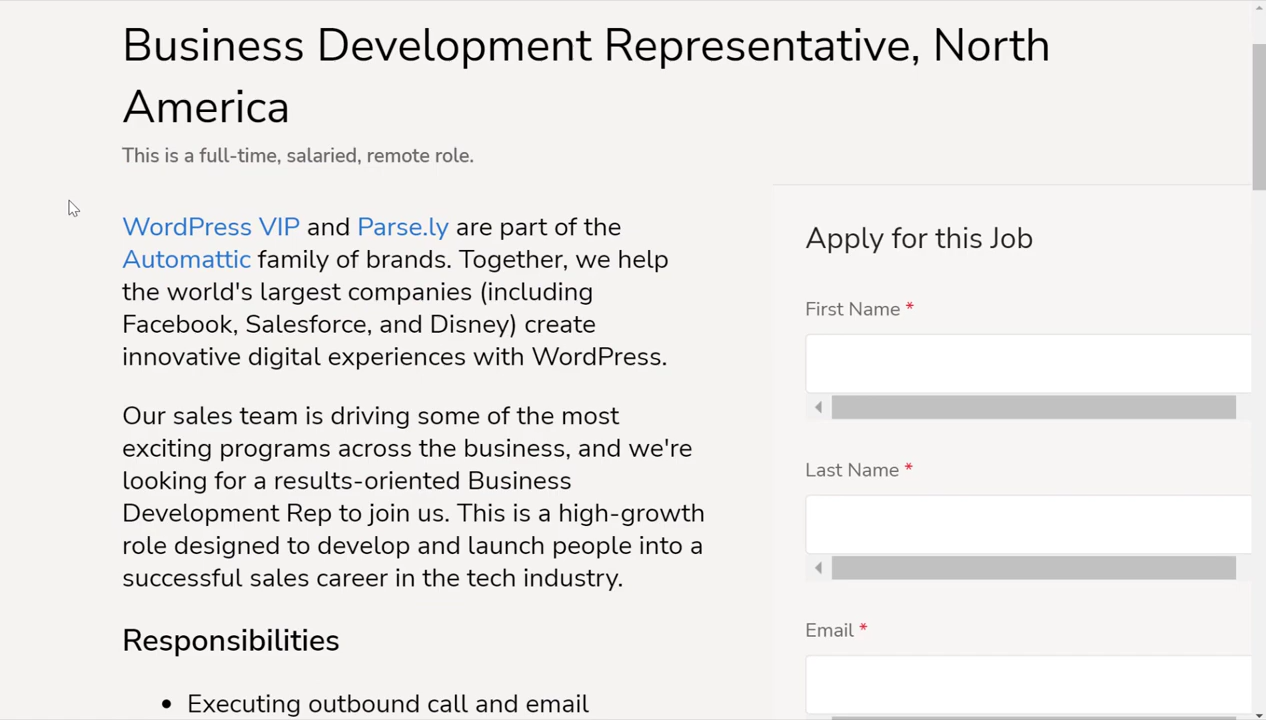 Business Development Representative, North
America
This is a full-time, salaried, remote role.
WordPress VIP and Parse.ly are part of the
Automattic family of brands. Together, we help
the world's largest companies (including
Facebook, Salesforce, and Disney) create
innovative digital experiences with WordPress.
Our sales team is driving some of the most
exciting programs across the business, and we're
looking for a results-oriented Business
Development Rep to join us. This is a high-growth
role designed to develop and launch people into a
successful sales career in the tech industry.
Responsibilities
• Executing outbound call and email
Apply for this Job
First Name *
Last Name *
Email *